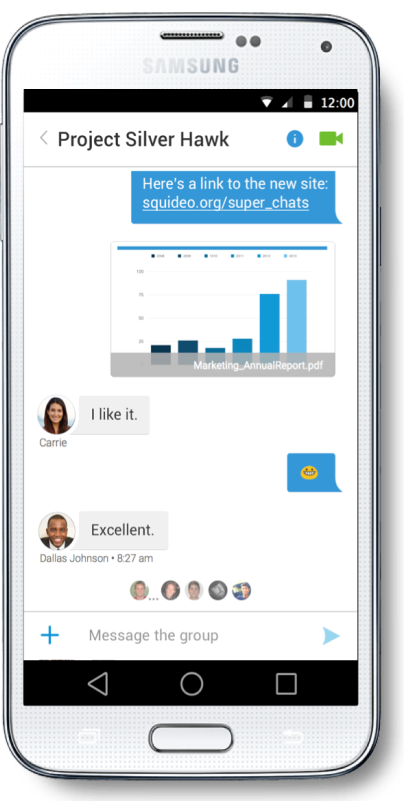 SAMSUNG
12:00
Project Silver Hawk
Here's a link to the new site:
squideo.org/super_chats
100
75
50
25
Marketing_AnnualReport.pdf
I like it.
Carrie
Excellent.
Dallas Johnson • 8:27 am
...
Message the group